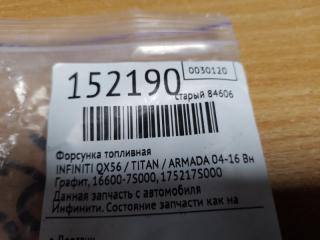 152190
0030120
старый 84606
Форсунка топливная
INFINITI QX56 / TITAN / ARMADA 04-16 Вн
Графит, 16600-7S000, 175217S000
Данная запчасть с автомобиля
Инфинити. Состояние запчасти как на